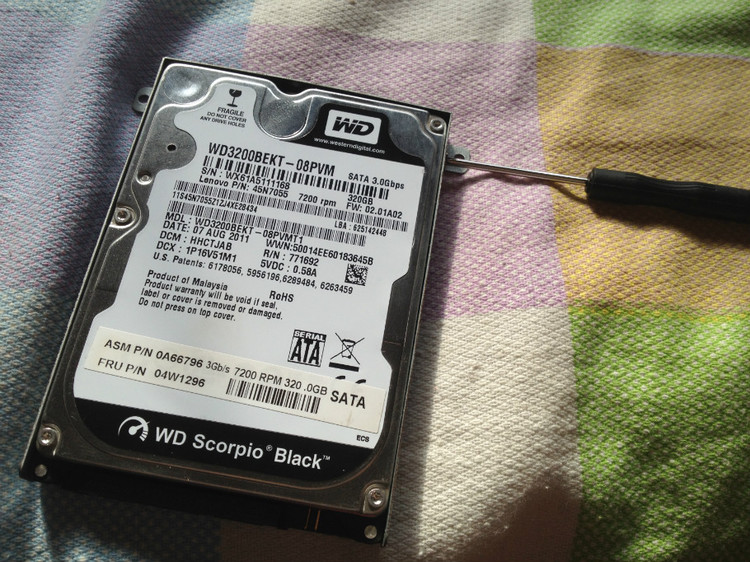 FRAGILE
DO NOT COVER
ANY DRIVE HOLES
WD
www.westerndigital.com
WD3200BEKT-08PVM
SATA 3.0Gbps
S/N : WX61A5111168
320GB
Lenovo P/N: 45N7055
7200 rpm
FW: 02.01A02
11S45N7055Z1ZJ4XE28434
LBA : 625142448
MDL : WD3200BEKT-08PVMT1
DATE: 07 AUG 2011
WWN:50014EE60183645B
DCM : HHCTJAB
R/N : 771692
DCX : 1P16V51M1
5VDC : 0.58A
U.S. Patents: 6178056, 5956196,6289484, 6263459
Product of Malaysia
RoHS
Product warranty will be void if seal,
label or cover is removed or damaged.
Do not press on top cover.
SERIAL
ATA
ASM P/N 0A66796 3Gb/s 7200 RPM 320 .0GB SATA
FRU P/N 04W1296
WD Scorpio® Black™
ECS